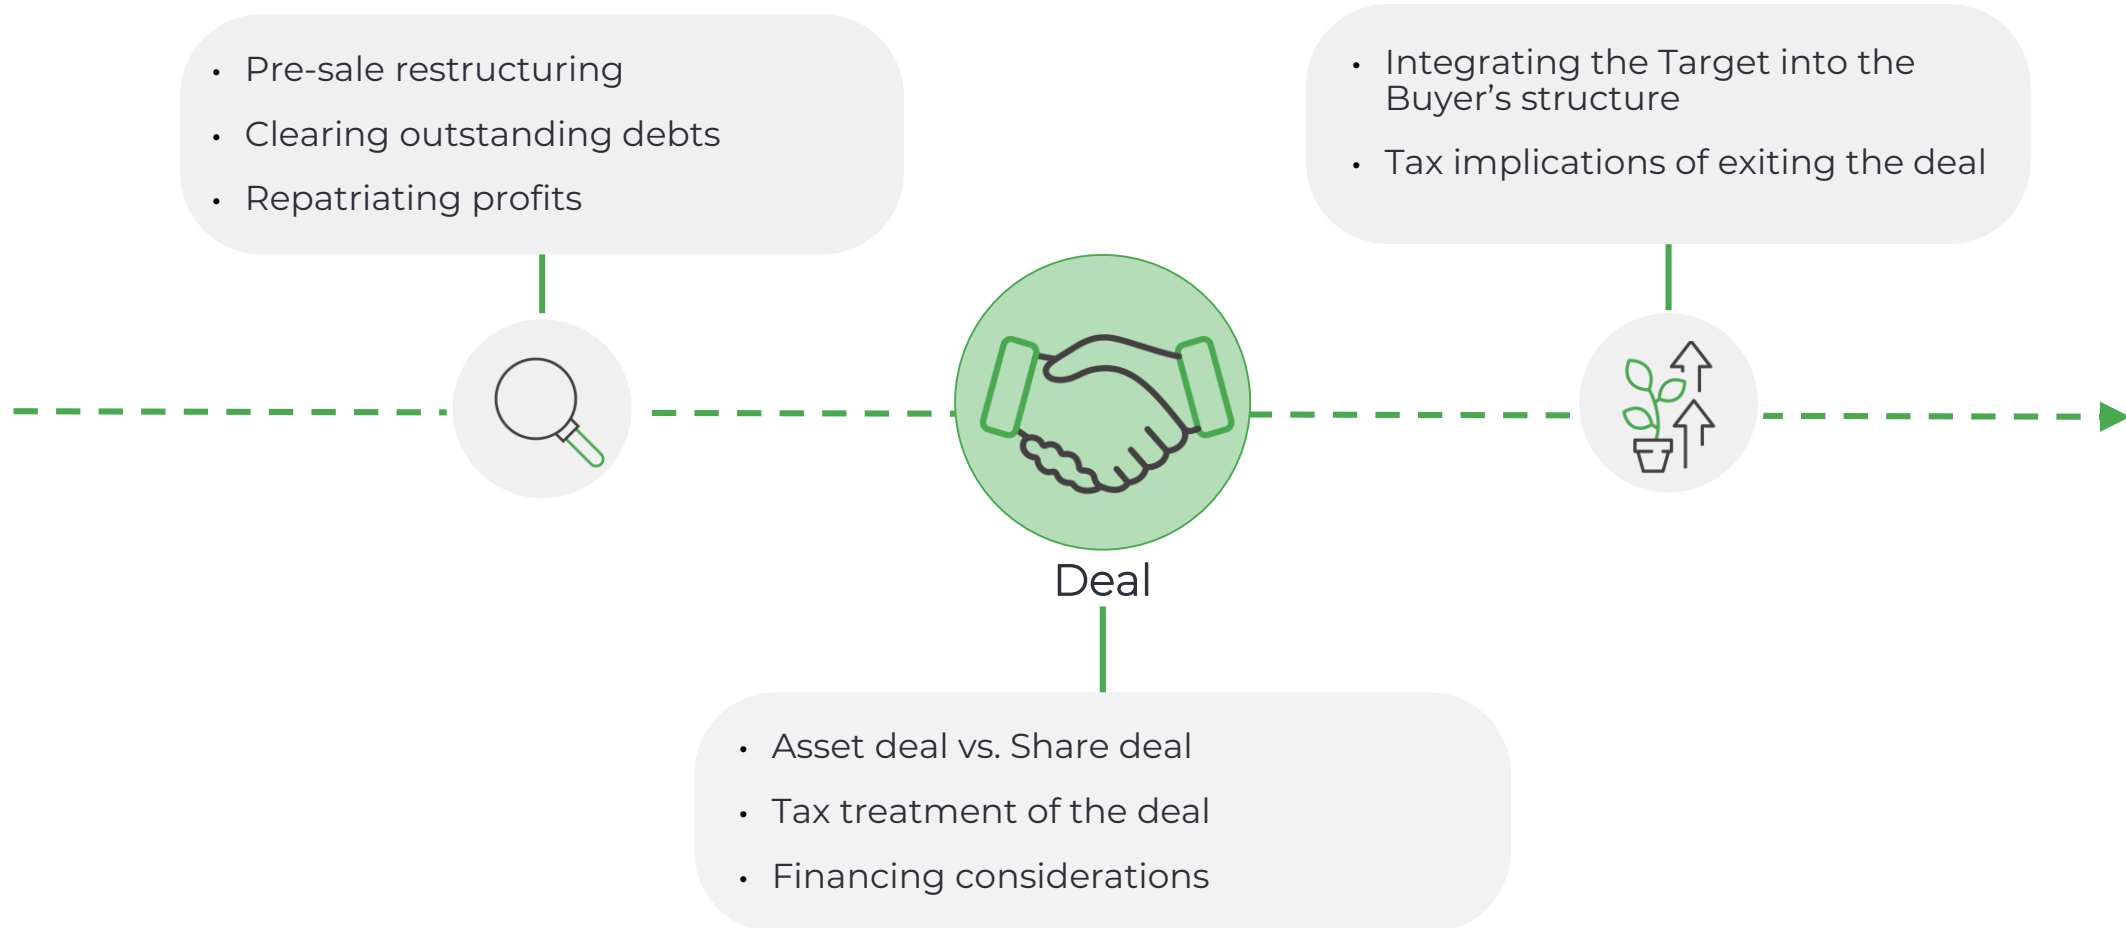 • Pre-sale restructuring
• Clearing outstanding debts
• Repatriating profits
• Integrating the Target into the
Buyer’s structure
• Tax implications of exiting the deal
Deal
• Asset deal vs. Share deal
• Tax treatment of the deal
• Financing considerations